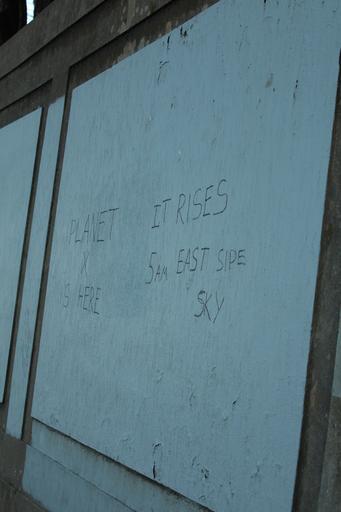 PLANET
X
IS HERE
IT RISES
5AM EAST SIDE
SKY